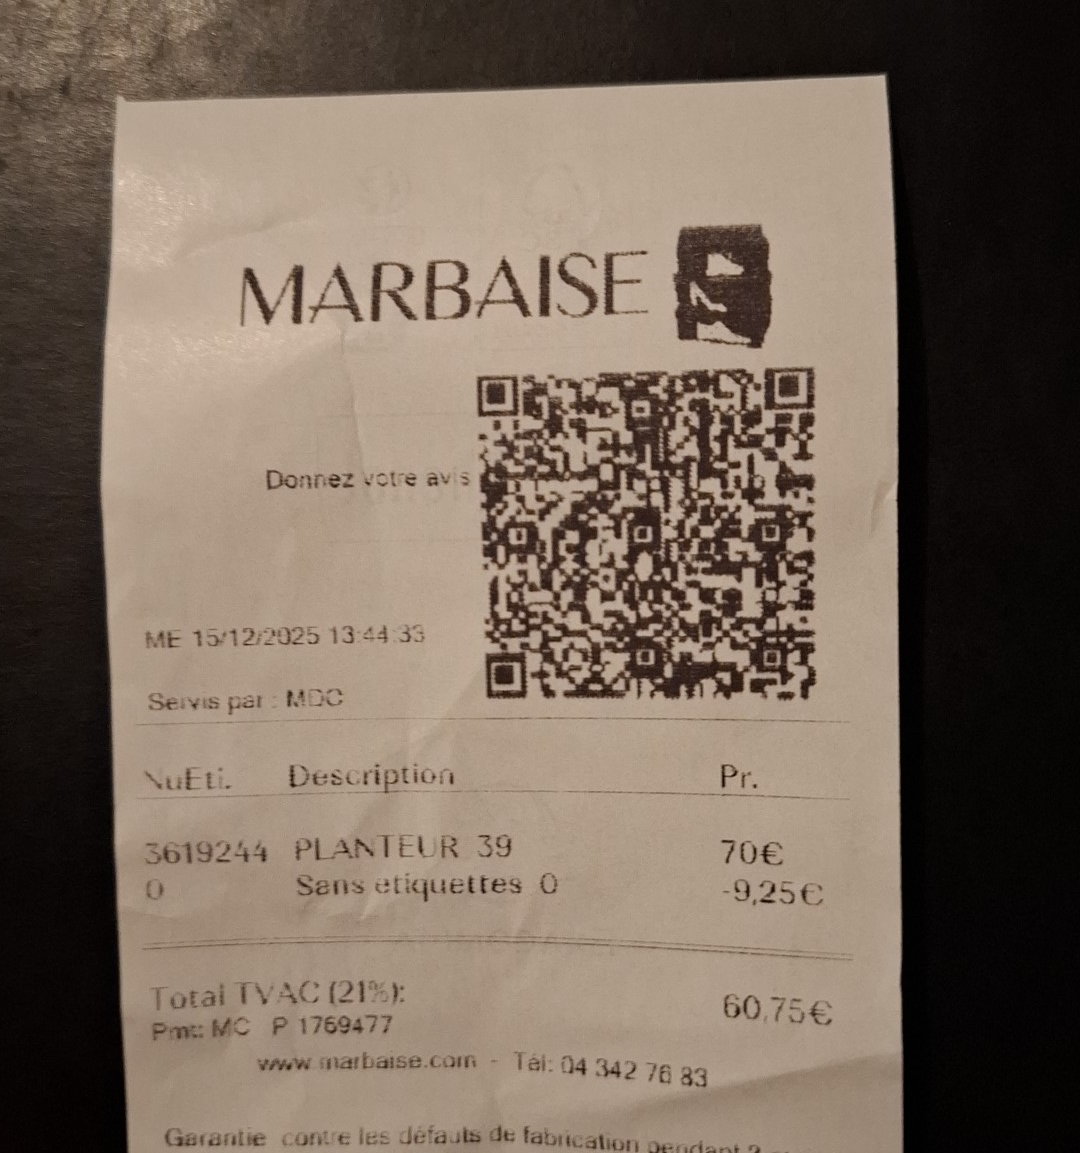 MARBAISE
Donnez votre avis
ME 15/12/2025 13:44:33
Servis par : MDC
NuEti. Description Pr.
3619244 PLANTEUR 39 70€
0 Sans etiquettes 0 -9,25€
Total TVAC (21%): 60,75€
Pmt: MC P 1769477
www.marbaise.com - Tél: 04 342 76 83
Garantie contre les défauts de fabrication pendant 2